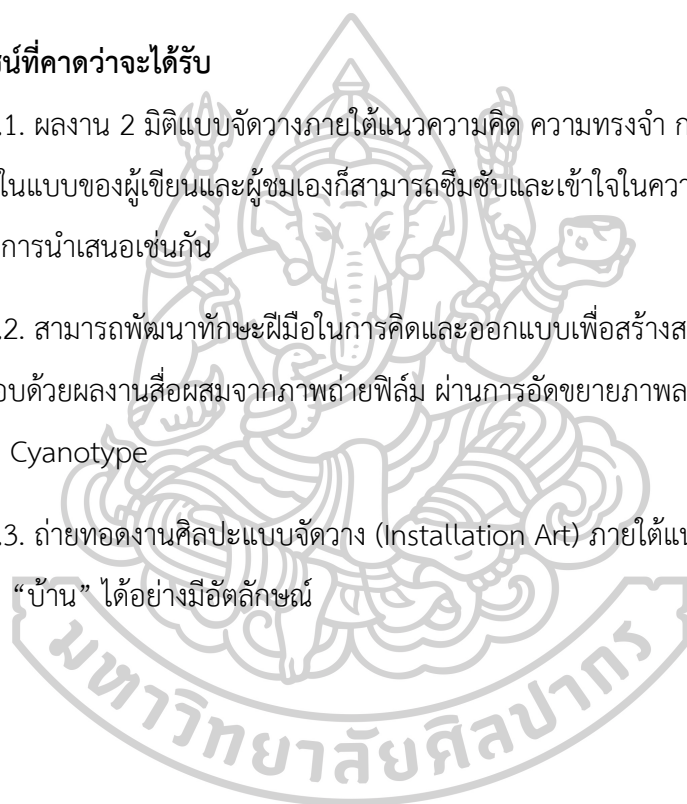 ชน์ที่คาดว่าจะได้รับ
.1. ผลงาน 2 มิติแบบจัดวางภายใต้แนวความคิด ความทรงจำ ก
ในแบบของผู้เขียนและผู้ชมเองก็สามารถซึมซับและเข้าใจในควา
การนำเสนอเช่นกัน
.2. สามารถพัฒนาทักษะฝีมือในการคิดและออกแบบเพื่อสร้างส
อบด้วยผลงานสื่อผสมจากภาพถ่ายฟิล์ม ผ่านการอัดขยายภาพล
Cyanotype
.3. ถ่ายทอดงานศิลปะแบบจัดวาง (Installation Art) ภายใต้แน
“บ้าน” ได้อย่างมีอัตลักษณ์
มหาวิทยาลัยศิลปากร